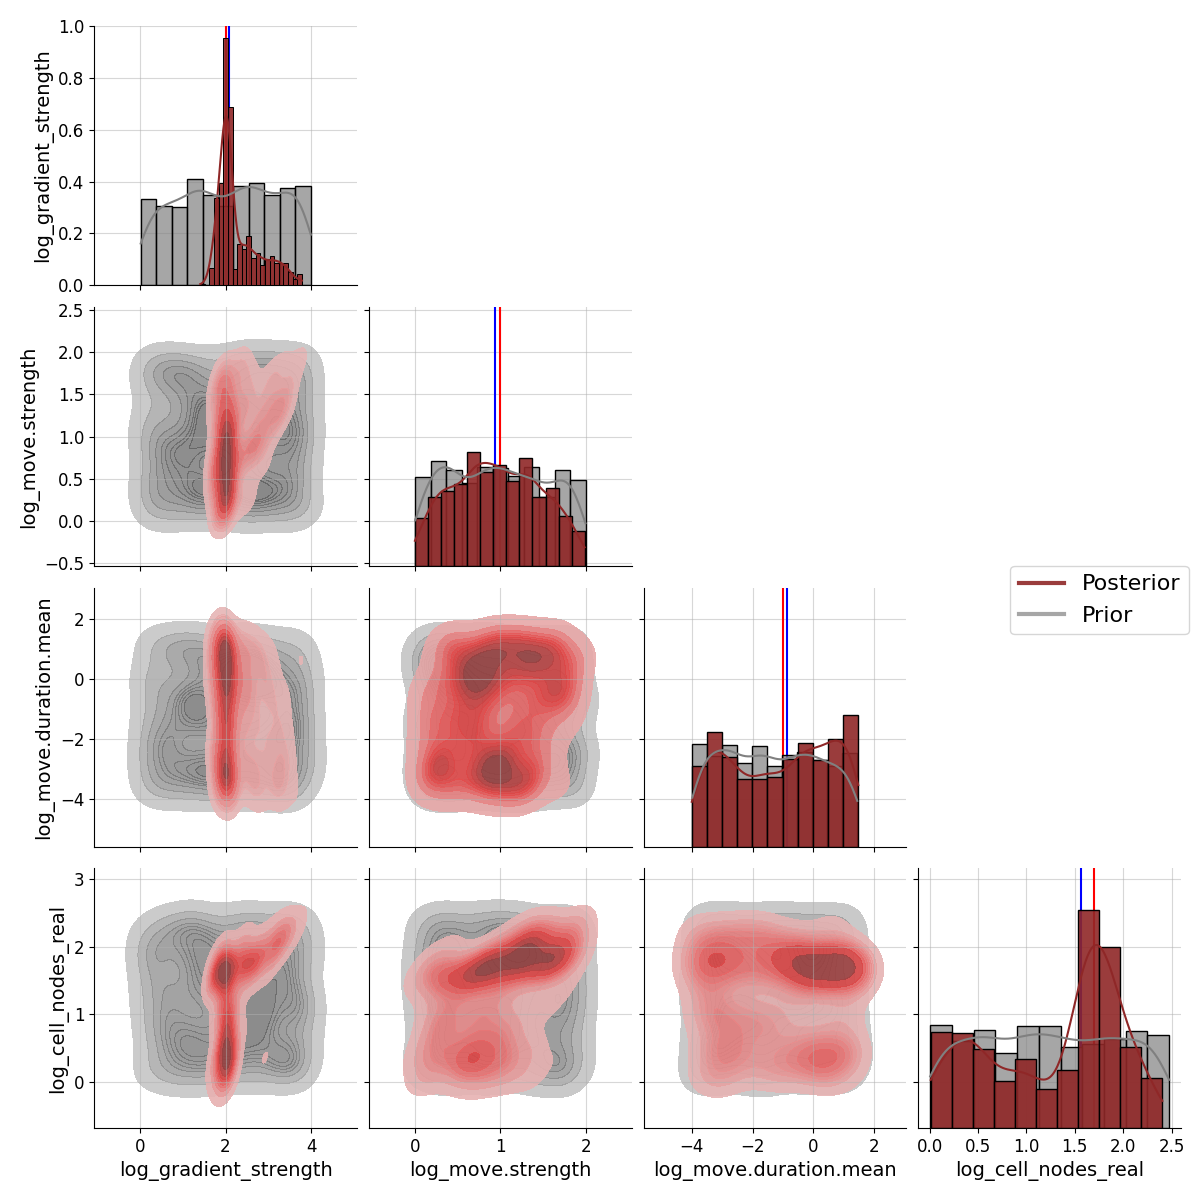 1.0
0.8
0.6
0.4
0.2
0.0
log_gradient_strength
2.5
2.0
1.5
1.0
0.5
0.0
−0.5
log_move.strength
2
0
−2
−4
log_move.duration.mean
Posterior
Prior
3
2
1
0
log_cell_nodes_real
0 2 4
0 1 2
−4 −2 0 2
0.0 0.5 1.0 1.5 2.0 2.5
log_gradient_strength
log_move.strength
log_move.duration.mean
log_cell_nodes_real